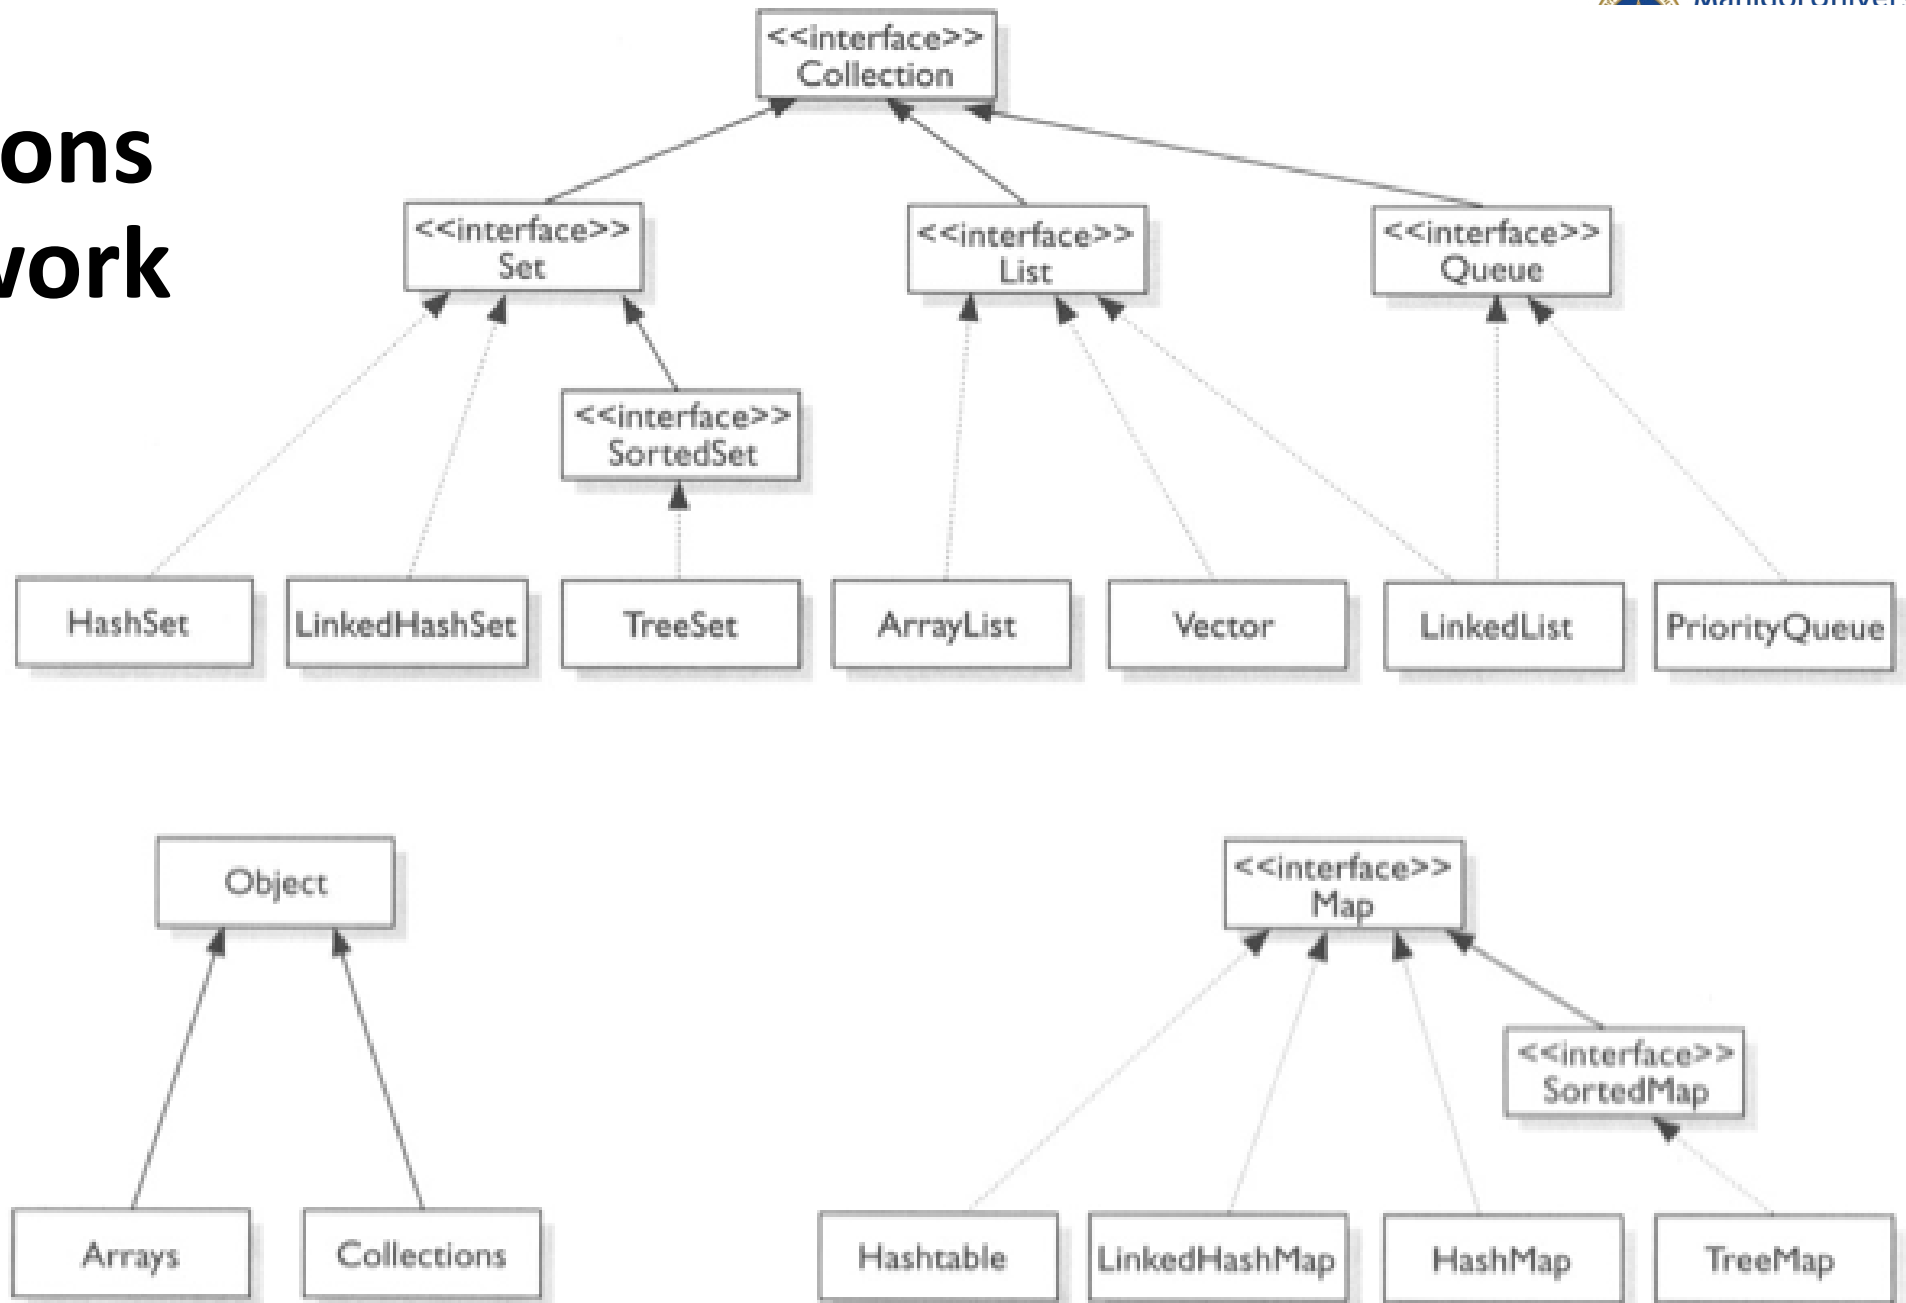 <<interface>>
Collection
ons
work
<<interface>>
Set
<<interface>>
List
<<interface>>
Queue
<<interface>>
SortedSet
HashSet
LinkedHashSet
TreeSet
ArrayList
Vector
LinkedList
PriorityQueue
Object
<<interface>>
Map
<<interface>>
SortedMap
Arrays
Collections
Hashtable
LinkedHashMap
HashMap
TreeMap